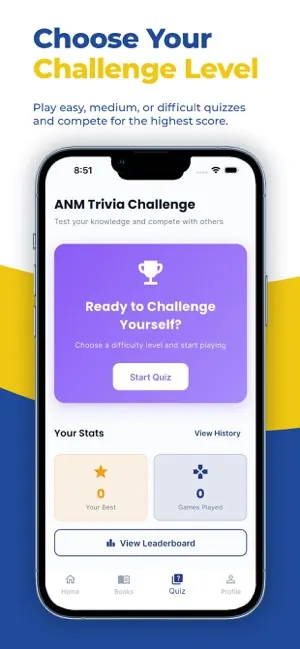 Choose Your
Challenge Level
Play easy, medium, or difficult quizzes
and compete for the highest score.
8:51
ANM Trivia Challenge
Test your knowledge and compete with others
Ready to Challenge
Yourself?
Choose a difficulty level and start playing
Start Quiz
Your Stats
View History
0
Your Best
0
Games Played
View Leaderboard
Home
Books
Quiz
Profile